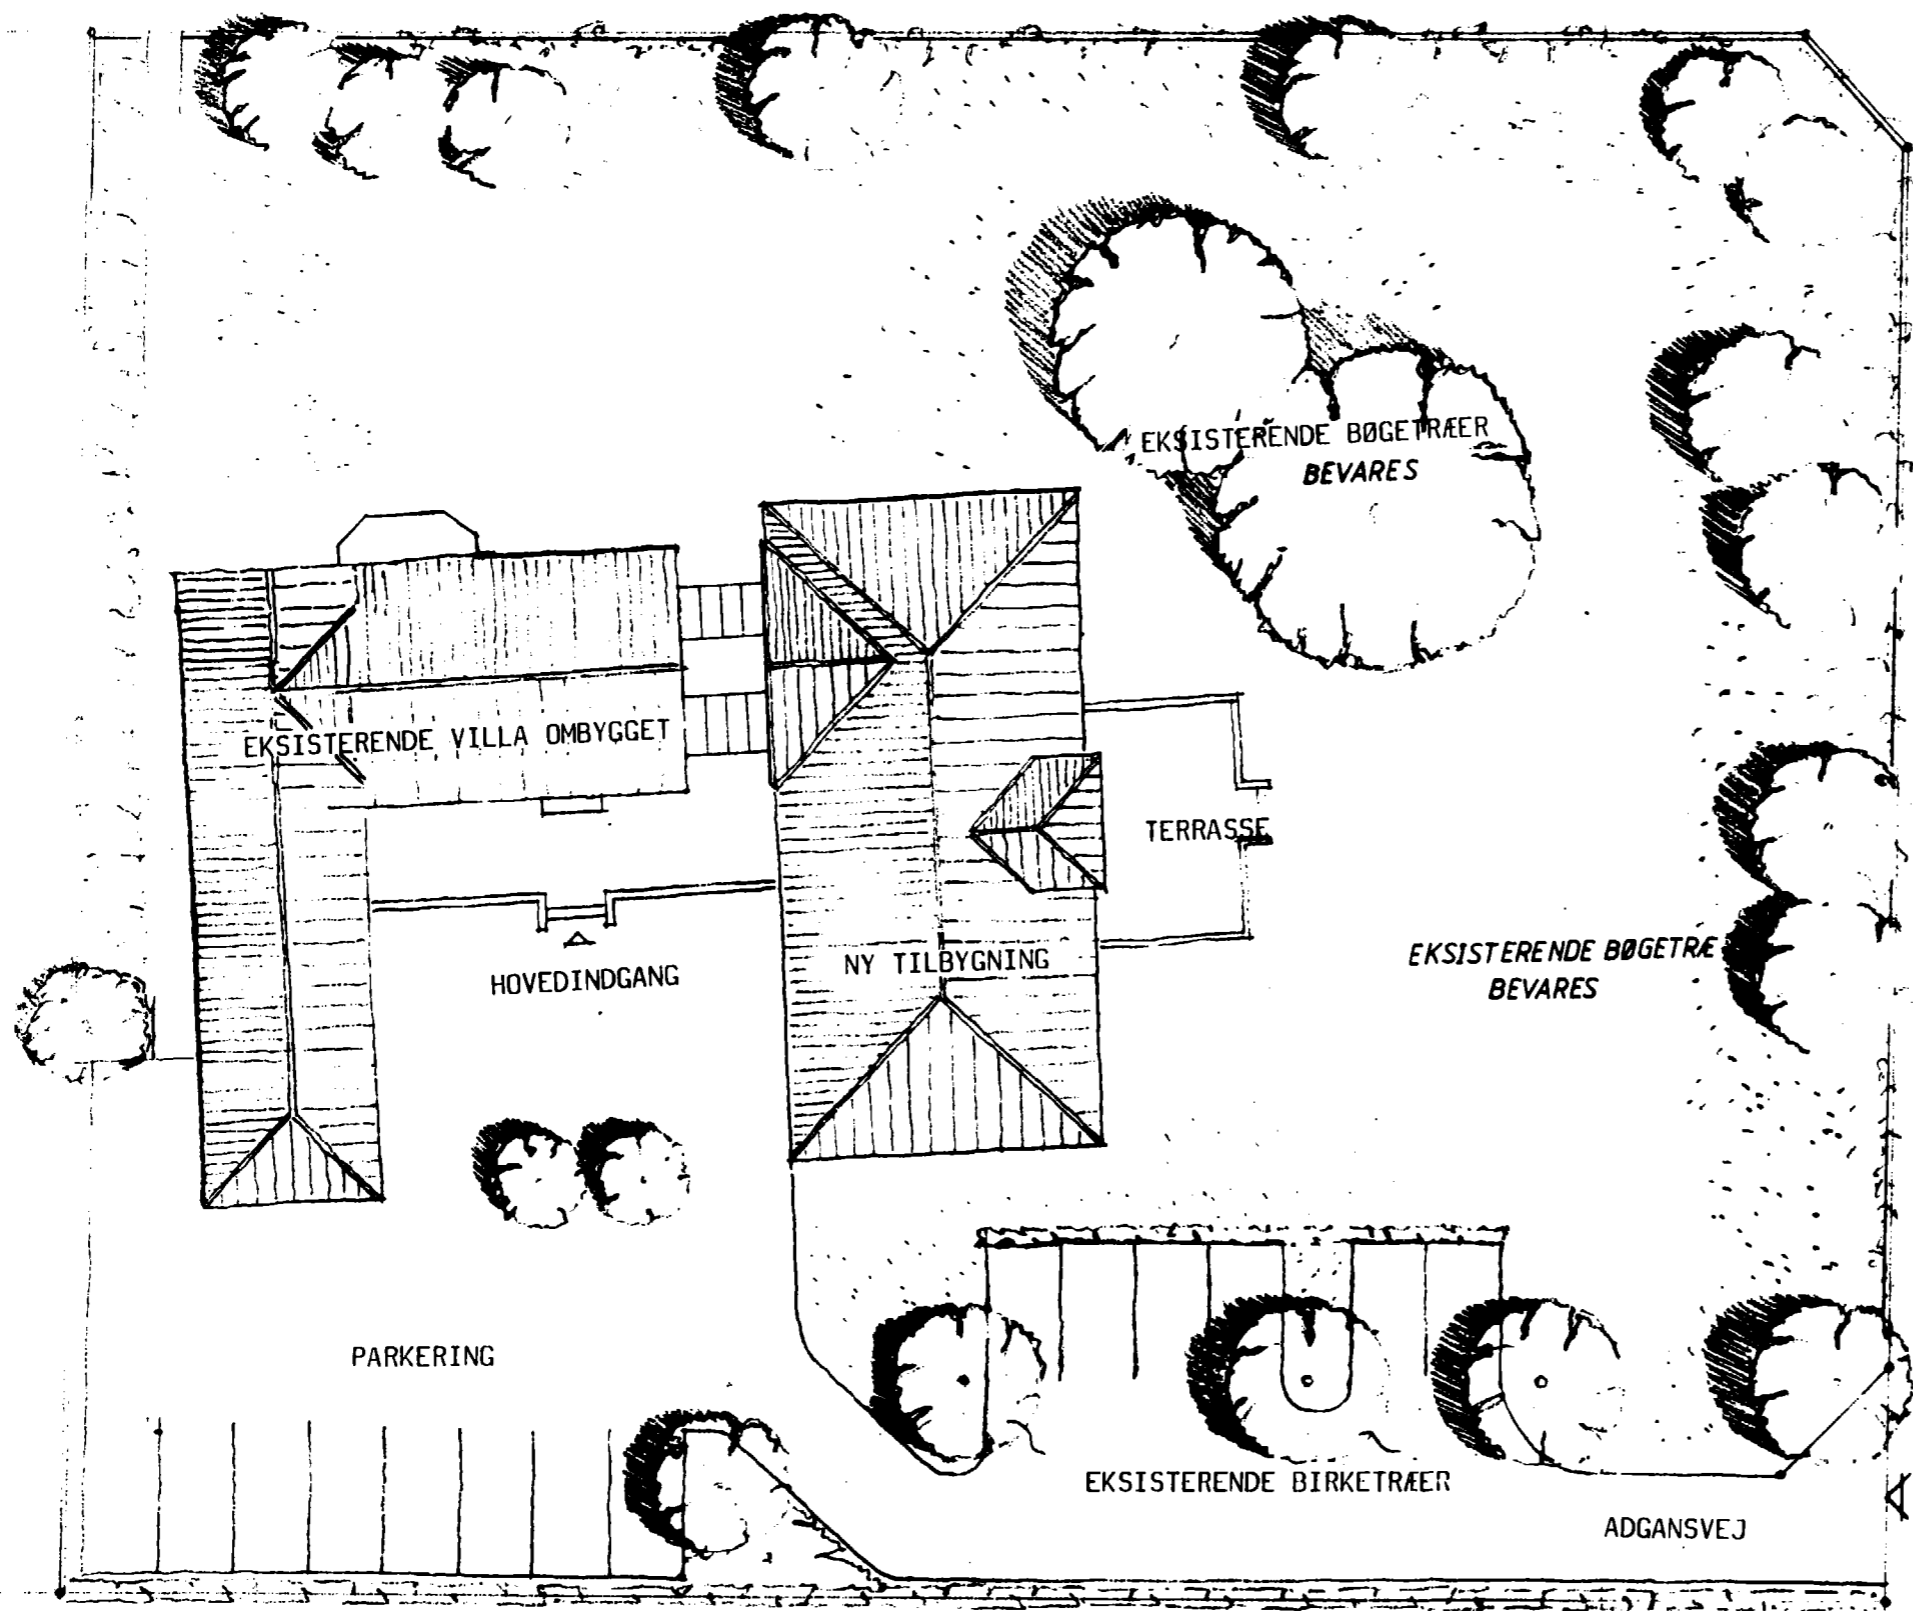 EKSISTERENDE BØGETRÆER
BEVARES
EKSISTERENDE VILLA OMBYGGET
TERRASSE
NY TILBYGNING
HOVEDINDGANG
EKSISTERENDE BØGETRÆ
BEVARES
PARKERING
EKSISTERENDE BIRKETRÆER
ADGANSVEJ